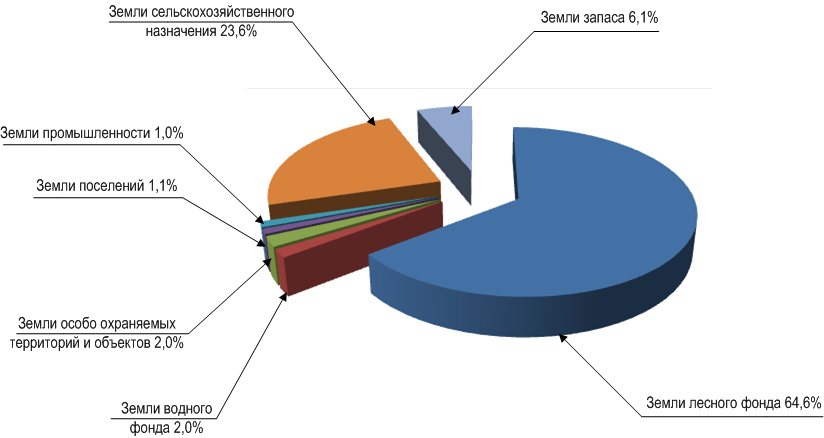 Земли сельскохозяйственного
назначения 23,6%
Земли запаса 6,1%
Земли промышленности 1,0%
Земли поселений 1,1%
Земли особо охраняемых
территорий и объектов 2,0%
Земли водного
фонда 2,0%
Земли лесного фонда 64,6%